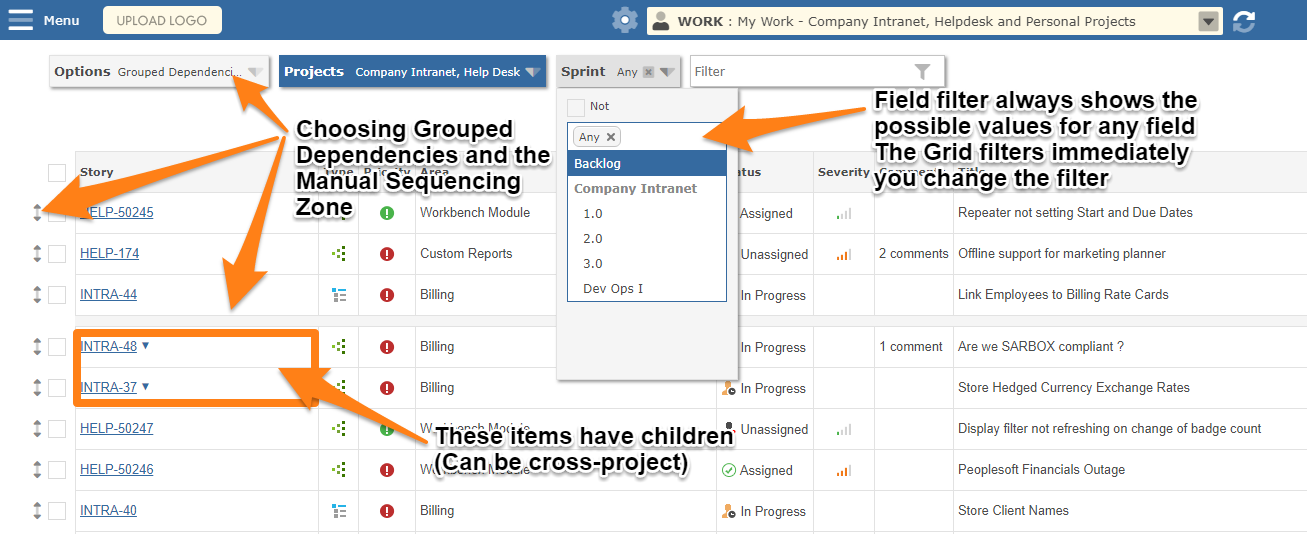 Menu
UPLOAD LOGO
WORK : My Work - Company Intranet, Helpdesk and Personal Projects
Options Grouped Dependenci...
Projects Company Intranet, Help Desk
Sprint Any
Filter
Not
Any
Backlog
Company Intranet
1.0
2.0
3.0
Dev Ops I
Choosing Grouped
Dependencies and the
Manual Sequencing
Zone
Field filter always shows the
possible values for any field
The Grid filters immediately
you change the filter
Story Type Priority Area Status Severity Comments Title
HELP-50245 Workbench Module Assigned Repeater not setting Start and Due Dates
HELP-174 Custom Reports Unassigned 2 comments Offline support for marketing planner
INTRA-44 Billing In Progress Link Employees to Billing Rate Cards
INTRA-48 Billing In Progress 1 comment Are we SARBOX compliant ?
INTRA-37 Billing In Progress Store Hedged Currency Exchange Rates
HELP-50247 Workbench Module Unassigned Display filter not refreshing on change of badge count
These items have children
(Can be cross-project)
HELP-50246 Workbench Module Assigned Peoplesoft Financials Outage
INTRA-40 Billing In Progress Store Client Names